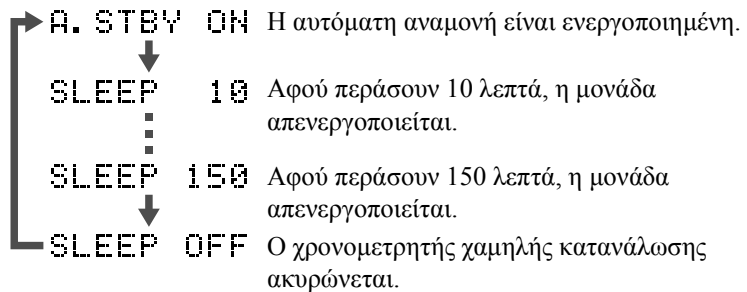 A. STBY ON Η αυτόματη αναμονή είναι ενεργοποιημένη.
SLEEP 10 Αφού περάσουν 10 λεπτά, η μονάδα
απενεργοποιείται.
SLEEP 150 Αφού περάσουν 150 λεπτά, η μονάδα
απενεργοποιείται.
SLEEP OFF Ο χρονομετρητής χαμηλής κατανάλωσης
ακυρώνεται.